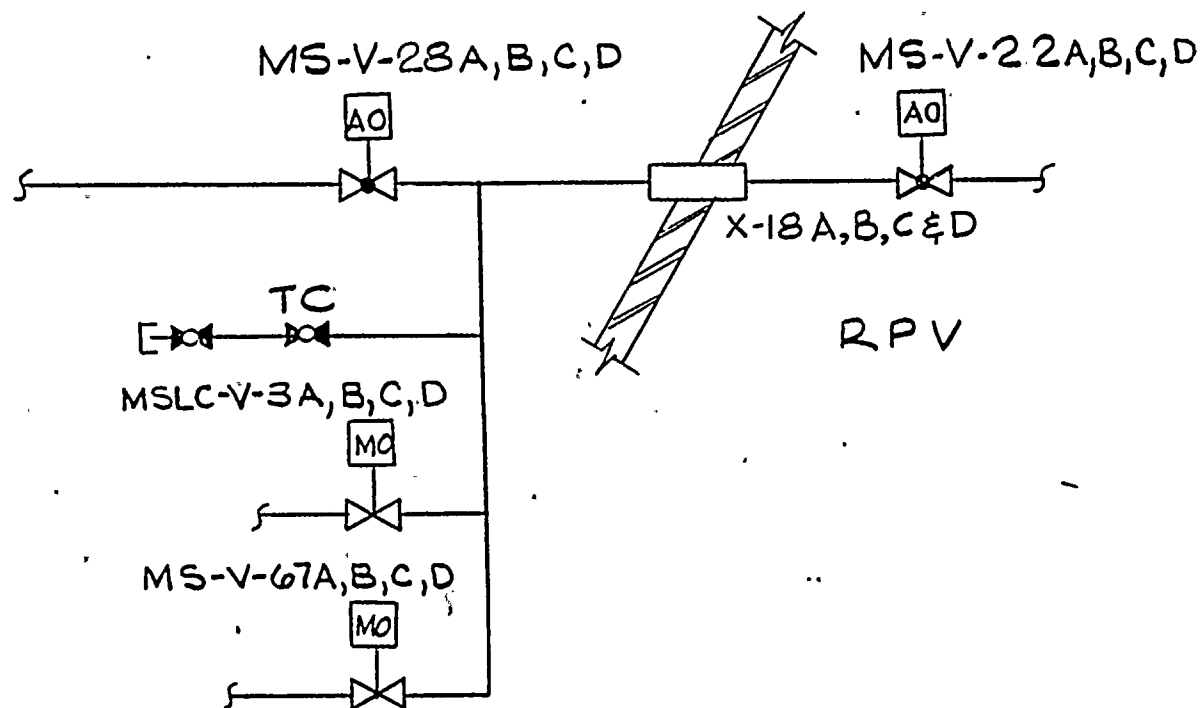 MS-V-28A,B,C,D
MS-V-22A,B,C,D
AO
AO
X-18A,B,C&D
TC
RPV
MSLC-V-3A,B,C,D
MO
MS-V-67A,B,C,D
MO